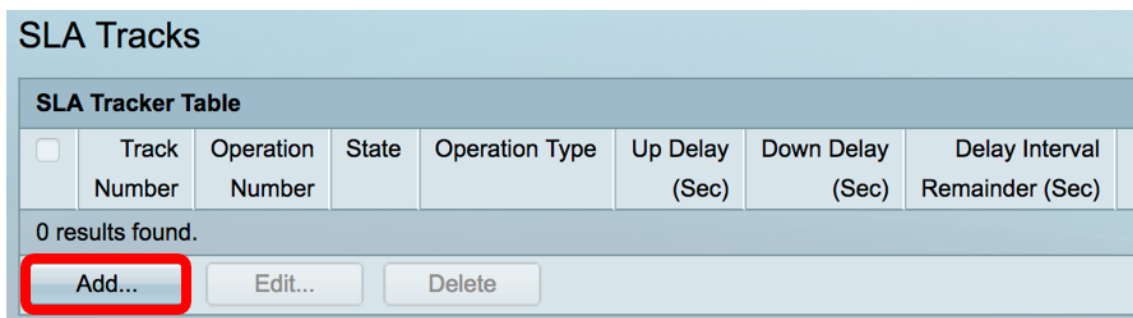 SLA Tracks
SLA Tracker Table
Track Number Operation Number State Operation Type Up Delay (Sec) Down Delay (Sec) Delay Interval Remainder (Sec)
0 results found.
Add... Edit... Delete